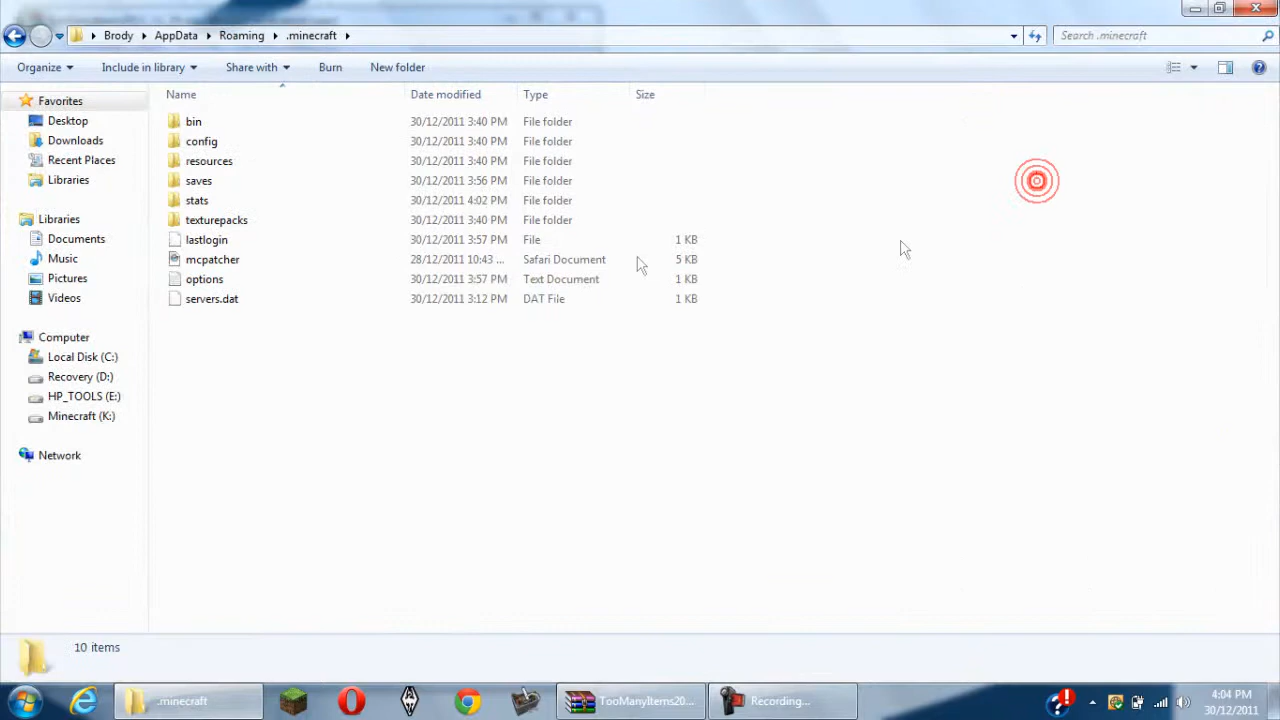 Brody AppData Roaming .minecraft
Search .minecraft
Organize Include in library Share with Burn New folder
Name Date modified Type Size
Favorites
Desktop
Downloads
Recent Places
Libraries
Libraries
Documents
Music
Pictures
Videos
Computer
Local Disk (C:)
Recovery (D:)
HP_TOOLS (E:)
Minecraft (K:)
Network
bin 30/12/2011 3:40 PM File folder
config 30/12/2011 3:40 PM File folder
resources 30/12/2011 3:40 PM File folder
saves 30/12/2011 3:56 PM File folder
stats 30/12/2011 4:02 PM File folder
texturepacks 30/12/2011 3:40 PM File folder
lastlogin 30/12/2011 3:57 PM File 1 KB
mcpatcher 28/12/2011 10:43 ... Safari Document 5 KB
options 30/12/2011 3:57 PM Text Document 1 KB
servers.dat 30/12/2011 3:12 PM DAT File 1 KB
10 items
.minecraft
TooManyItems20...
Recording...
4:04 PM
30/12/2011